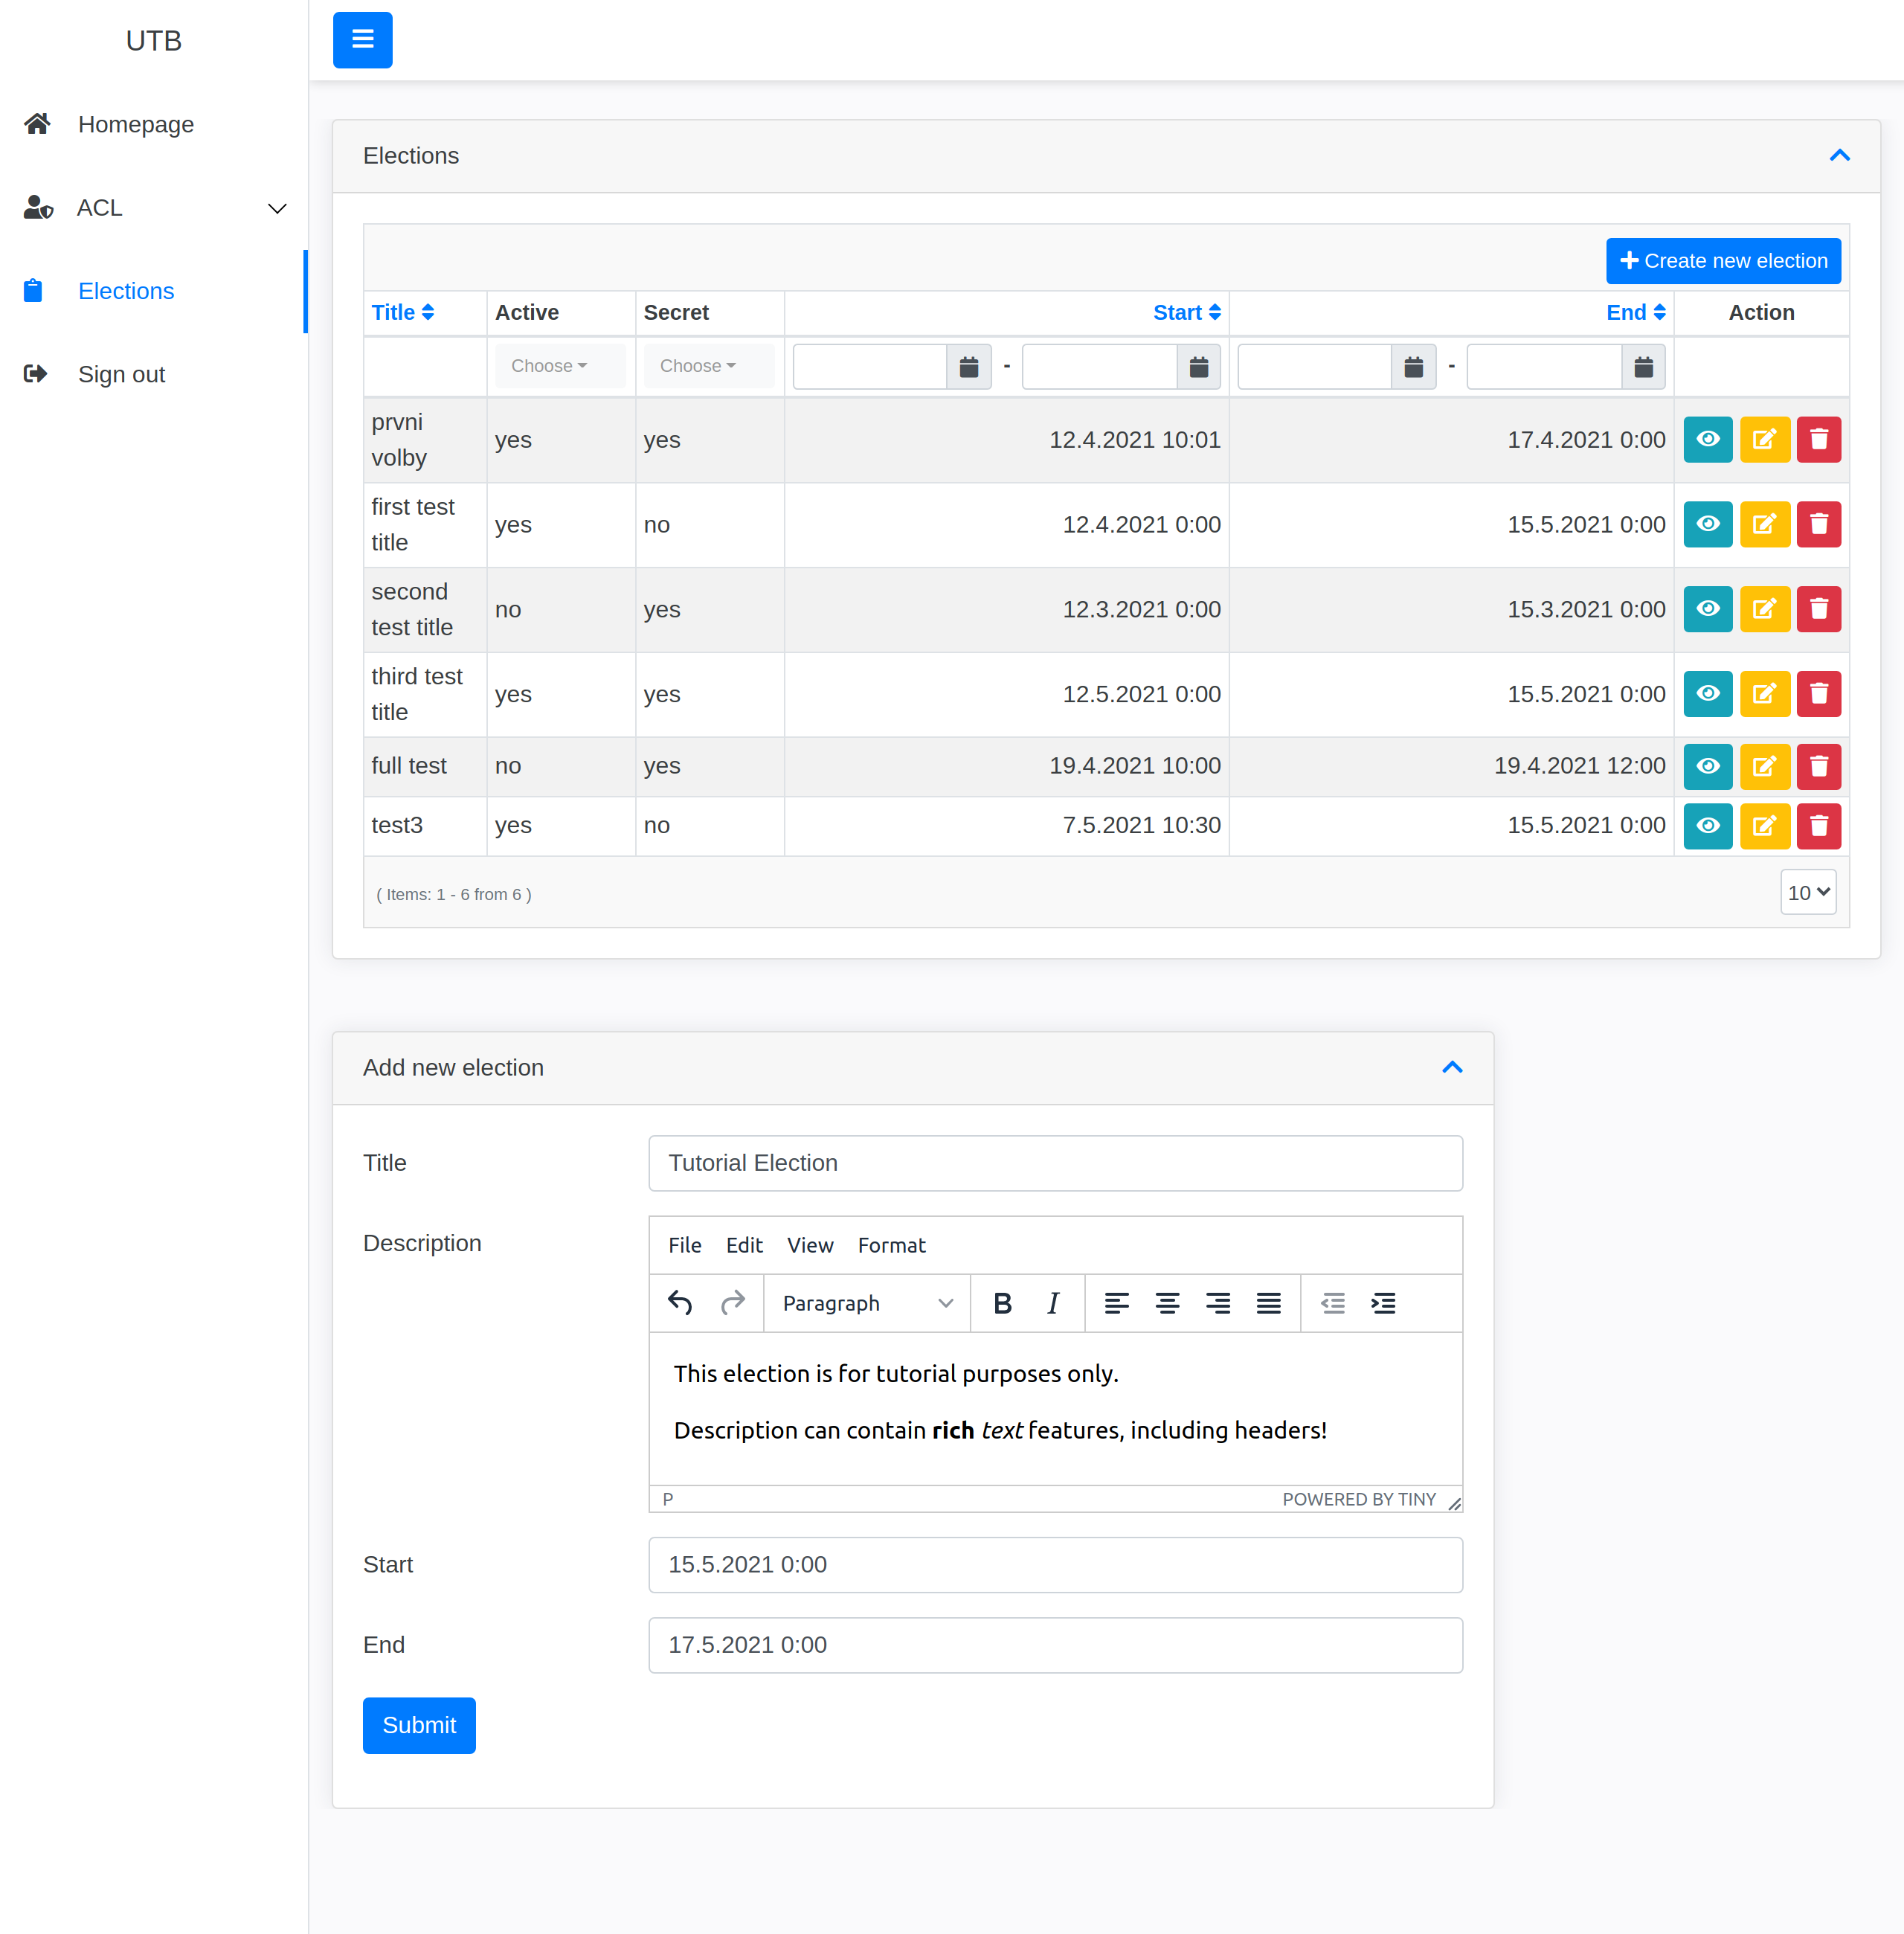 UTB
Homepage
ACL
Elections
Sign out
Elections
Create new election
Title Active Secret Start End Action
Choose Choose - -
prvni
volby yes yes 12.4.2021 10:01 17.4.2021 0:00
first test
title yes no 12.4.2021 0:00 15.5.2021 0:00
second
test title no yes 12.3.2021 0:00 15.3.2021 0:00
third test
title yes yes 12.5.2021 0:00 15.5.2021 0:00
full test no yes 19.4.2021 10:00 19.4.2021 12:00
test3 yes no 7.5.2021 10:30 15.5.2021 0:00
( Items: 1 - 6 from 6 ) 10
Add new election
Title Tutorial Election
Description
File Edit View Format
Paragraph B I
This election is for tutorial purposes only.
Description can contain rich text features, including headers!
P POWERED BY TINY
Start 15.5.2021 0:00
End 17.5.2021 0:00
Submit